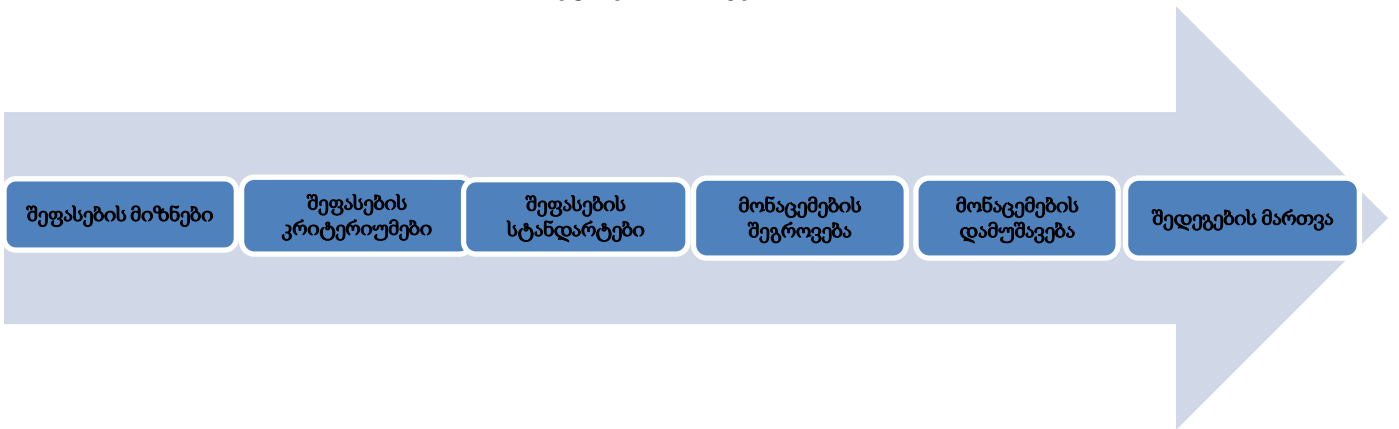 შეფასების მიზნები
შეფასების
კრიტერიუმები
შეფასების
სტანდარტები
მონაცემების
შეგროვება
მონაცემების
დამუშავება
შედეგების მართვა